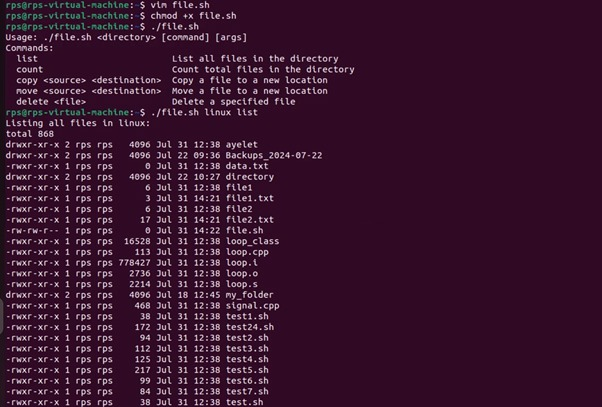 rps@rps-virtual-machine:~$ vim file.sh
rps@rps-virtual-machine:~$ chmod +x file.sh
rps@rps-virtual-machine:~$ ./file.sh
Usage: ./file.sh <directory> [command] [args]
Commands:
  list                          List all files in the directory
  count                         Count total files in the directory
  copy <source> <destination>   Copy a file to a new location
  move <source> <destination>   Move a file to a new location
  delete <file>                 Delete a specified file
rps@rps-virtual-machine:~$ ./file.sh linux list
Listing all files in linux:
total 868
drwxr-xr-x 2 rps rps   4096 Jul 31 12:38 ayelet
drwxr-xr-x 2 rps rps   4096 Jul 22 09:36 Backups_2024-07-22
-rwxr-xr-x 1 rps rps      0 Jul 31 12:38 data.txt
drwxr-xr-x 2 rps rps   4096 Jul 22 10:27 directory
-rwxr-xr-x 1 rps rps      6 Jul 31 12:38 file1
-rwxr-xr-x 1 rps rps      3 Jul 31 14:21 file1.txt
-rwxr-xr-x 1 rps rps      6 Jul 31 12:38 file2
-rwxr-xr-x 1 rps rps     17 Jul 31 14:21 file2.txt
-rw-rw-r-- 1 rps rps      0 Jul 31 14:22 file.sh
-rwxr-xr-x 1 rps rps  16528 Jul 31 12:38 loop_class
-rwxr-xr-x 1 rps rps    113 Jul 31 12:38 loop.cpp
-rwxr-xr-x 1 rps rps 778427 Jul 31 12:38 loop.i
-rwxr-xr-x 1 rps rps   2736 Jul 31 12:38 loop.o
-rwxr-xr-x 1 rps rps   2214 Jul 31 12:38 loop.s
drwxr-xr-x 2 rps rps   4096 Jul 18 12:45 my_folder
-rwxr-xr-x 1 rps rps    468 Jul 31 12:38 signal.cpp
-rwxr-xr-x 1 rps rps     38 Jul 31 12:38 test1.sh
-rwxr-xr-x 1 rps rps    172 Jul 31 12:38 test24.sh
-rwxr-xr-x 1 rps rps     94 Jul 31 12:38 test2.sh
-rwxr-xr-x 1 rps rps    112 Jul 31 12:38 test3.sh
-rwxr-xr-x 1 rps rps    125 Jul 31 12:38 test4.sh
-rwxr-xr-x 1 rps rps    217 Jul 31 12:38 test5.sh
-rwxr-xr-x 1 rps rps     99 Jul 31 12:38 test6.sh
-rwxr-xr-x 1 rps rps     84 Jul 31 12:38 test7.sh
-rwxr-xr-x 1 rps rps     38 Jul 31 12:38 test.sh